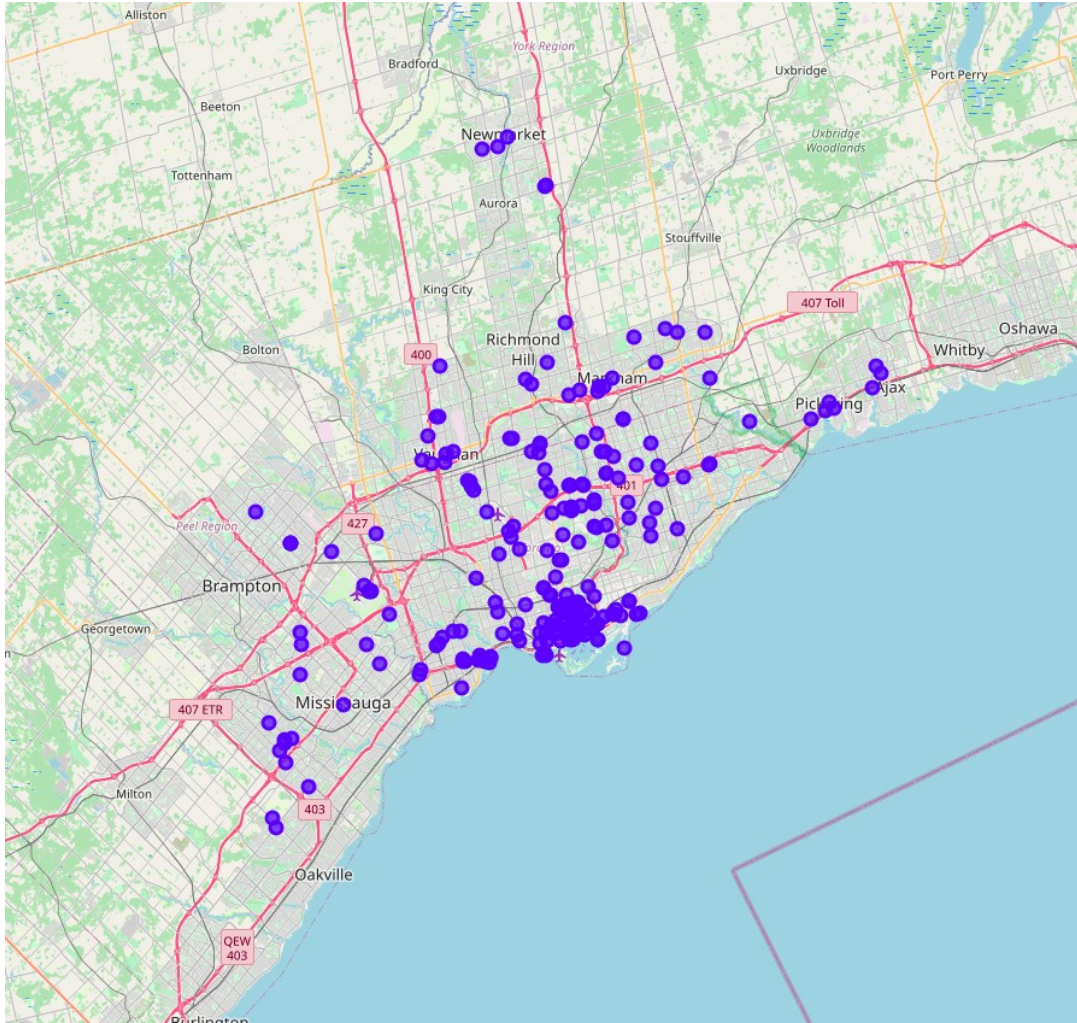 Alliston
York Region
Bradford
Uxbridge
Port Perry
Beeton
Newmarket
Uxbridge
Woodlands
Tottenham
Aurora
Stouffville
King City
407 Toll
Oshawa
Richmond
Hill
Bolton
400
Whitby
Markham
Ajax
Pickering
Vaughan
401
Peel Region
427
Brampton
Georgetown
Mississauga
407 ETR
Milton
403
Oakville
QEW
403
Burlington